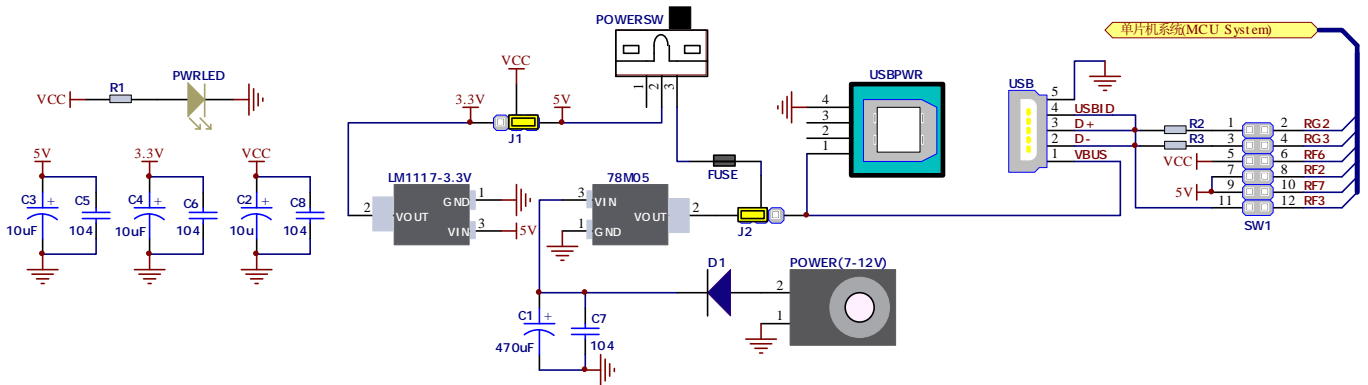 POWERSW
1
2
3
单片机系统(MCU System)
PWRLED
R1
VCC
VCC
3.3V
5V
J1
USBPWR
4
3
2
1
USB
5
4
3
2
1
USBID
D+
D-
VBUS
R2
R3
VCC
5V
1
3
5
7
9
11
2
4
6
8
10
12
RG2
RG3
RF6
RF2
RF7
RF3
SW1
FUSE
5V
C3
10uF
C5
104
3.3V
C4
10uF
C6
104
VCC
C2
10u
C8
104
LM1117-3.3V
2
VOUT
GND
1
VIN
3
5V
78M05
3
VIN
1
GND
VOUT
2
J2
D1
POWER(7-12V)
2
1
C1
470uF
C7
104